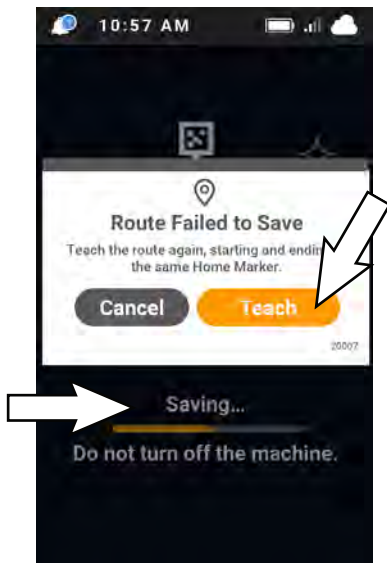 10:57 AM
Route Failed to Save
Teach the route again, starting and endin
the same Home Marker.
Cancel Teach
20007
Saving...
Do not turn off the machine.